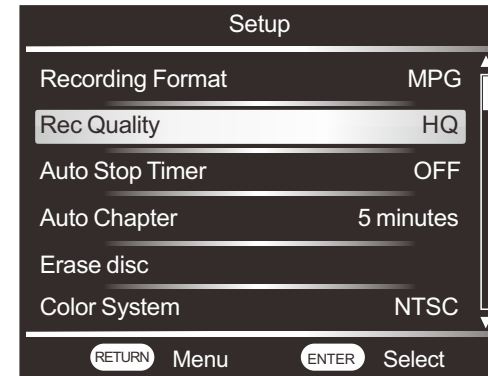 Setup
Recording Format MPG
Rec Quality HQ
Auto Stop Timer OFF
Auto Chapter 5 minutes
Erase disc
Color System NTSC
RETURN Menu ENTER Select